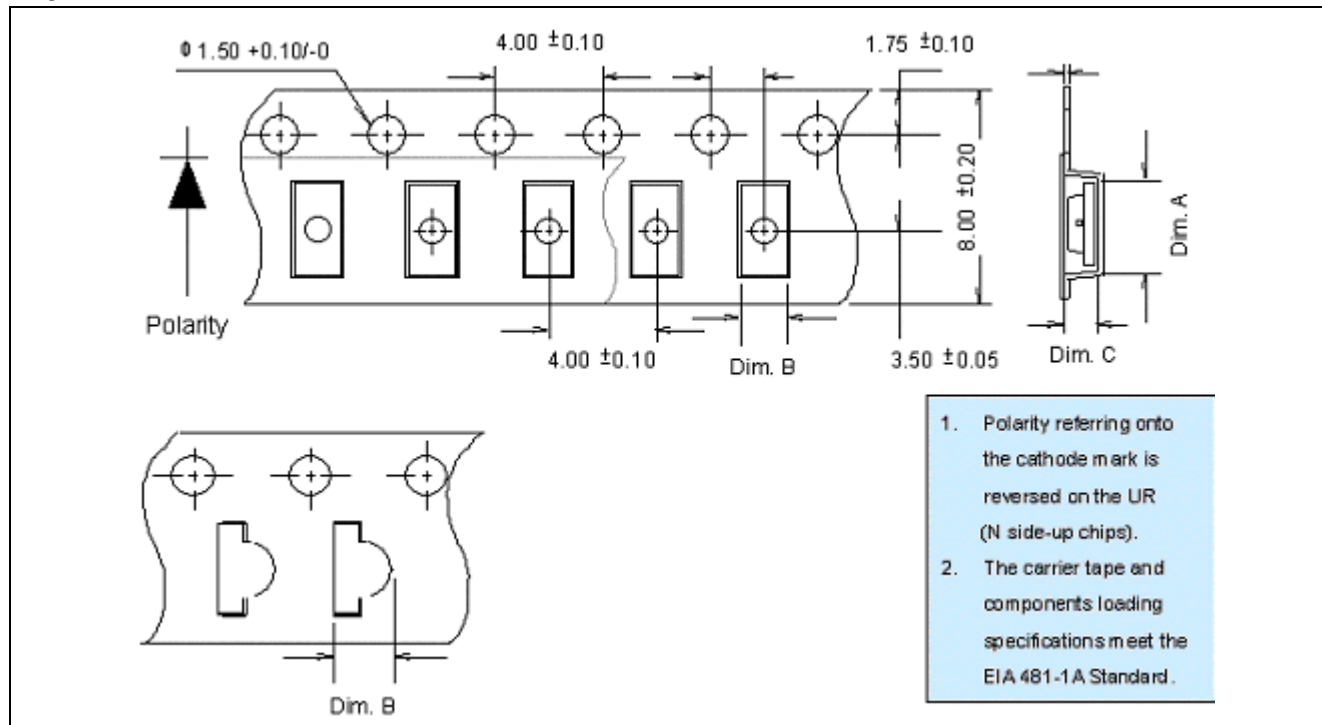 Φ 1.50 +0.10/-0
4.00 ±0.10
1.75 ±0.10
8.00 ±0.20
Dim. A
Polarity
4.00 ±0.10
Dim. B
3.50 ±0.05
Dim. C
1. Polarity referring onto
the cathode mark is
reversed on the UR
(N side-up chips).
2. The carrier tape and
components loading
specifications meet the
EIA 481-1A Standard.
Dim. B